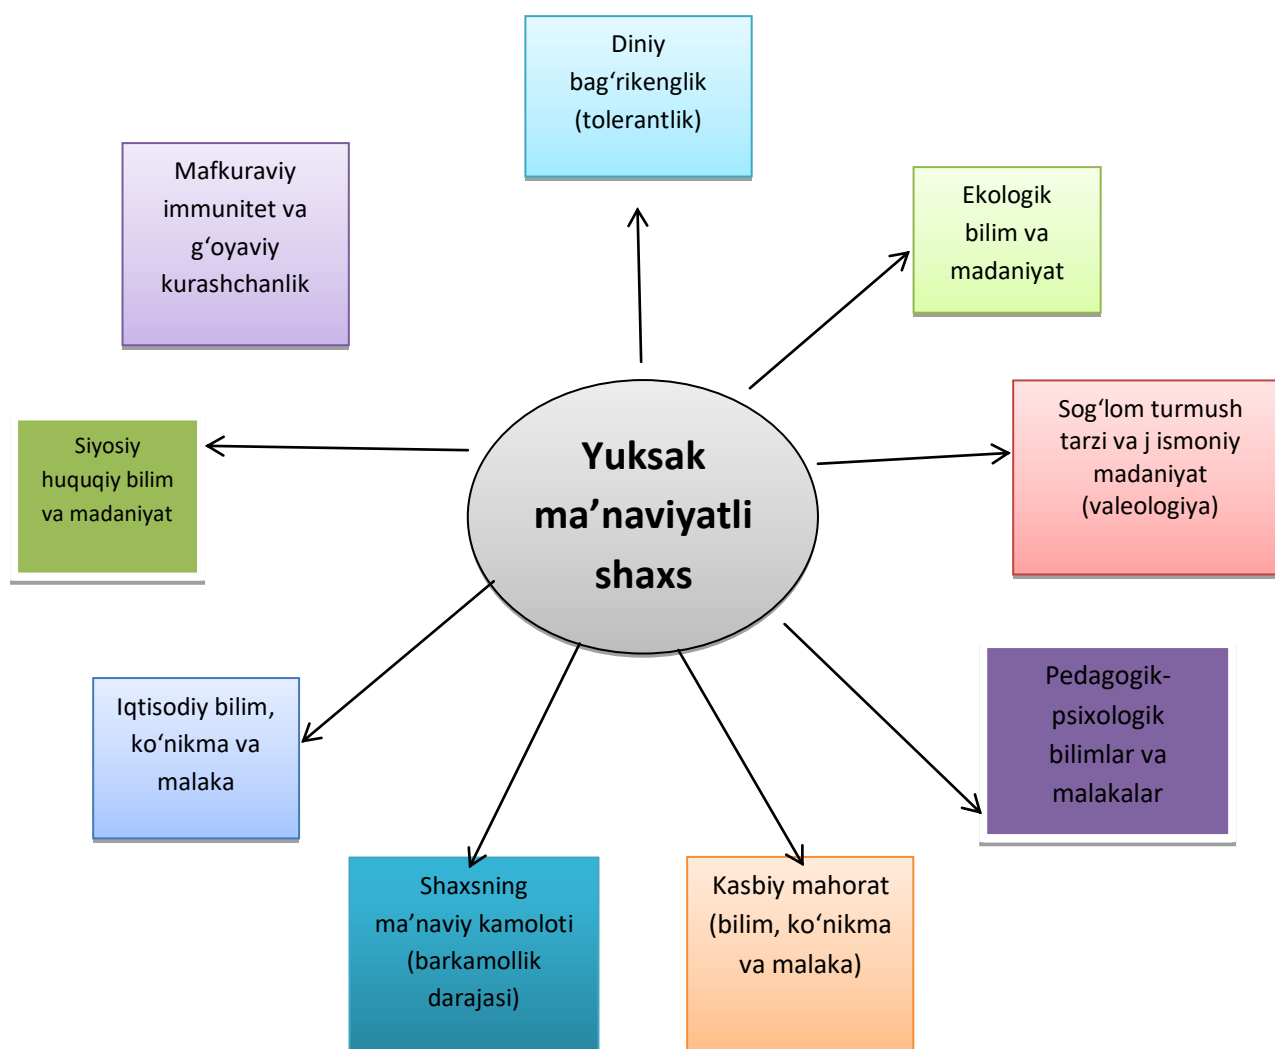 Diniy
bag‘rikenglik
(tolerantlik)
Mafkuraviy
immunitet va
g‘oyaviy
kurashchanlik
Ekologik
bilim va
madaniyat
Siyosiy
huquqiy bilim
va madaniyat
Yuksak
ma’naviyatli
shaxs
Sog‘lom turmush
tarzi va j ismoniy
madaniyat
(valeologiya)
Iqtisodiy bilim,
ko‘nikma va
malaka
Pedagogik-
psixologik
bilimlar va
malakalar
Shaxsning
ma’naviy kamoloti
(barkamollik
darajasi)
Kasbiy mahorat
(bilim, ko‘nikma
va malaka)